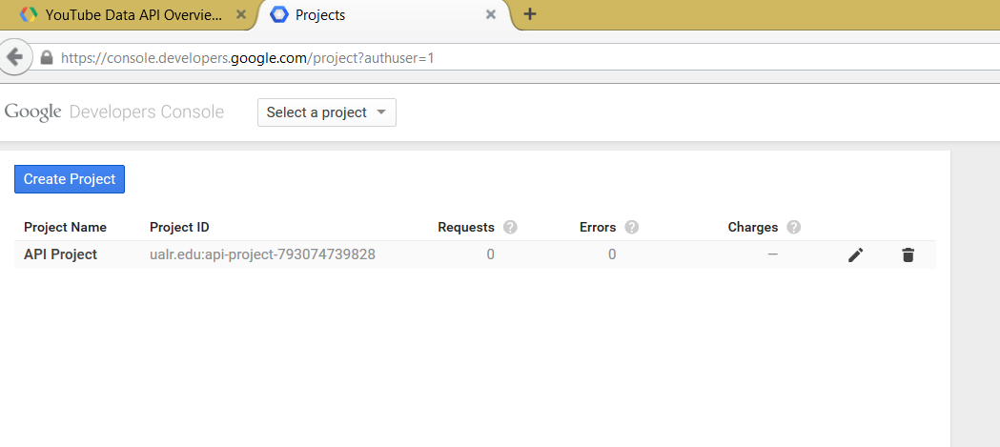 YouTube Data API Overvie... × Projects × +
https://console.developers.google.com/project?authuser=1
Google Developers Console Select a project
Create Project
Project Name Project ID Requests ? Errors ? Charges ?
API Project ualr.edu:api-project-793074739828 0 0 —